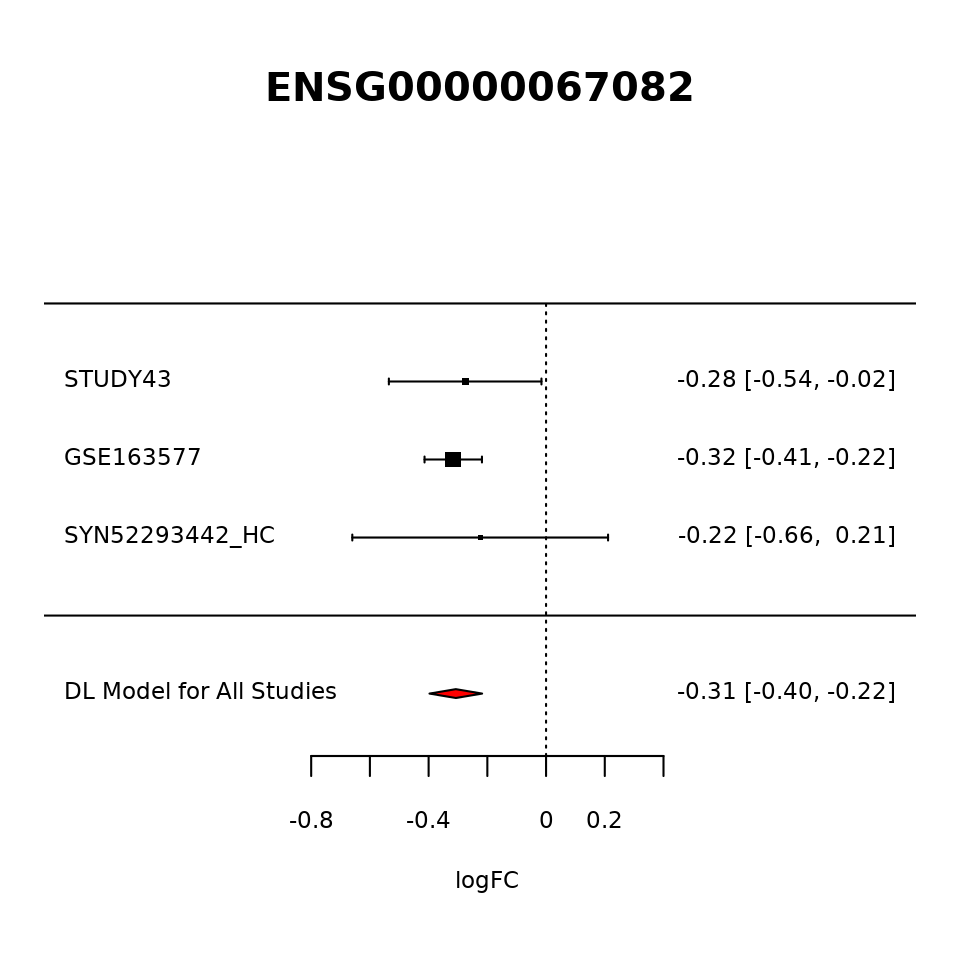 ENSG00000067082
STUDY43 -0.28 [-0.54, -0.02]
GSE163577 -0.32 [-0.41, -0.22]
SYN52293442_HC -0.22 [-0.66,  0.21]
DL Model for All Studies -0.31 [-0.40, -0.22]
-0.8 -0.4 0 0.2
logFC